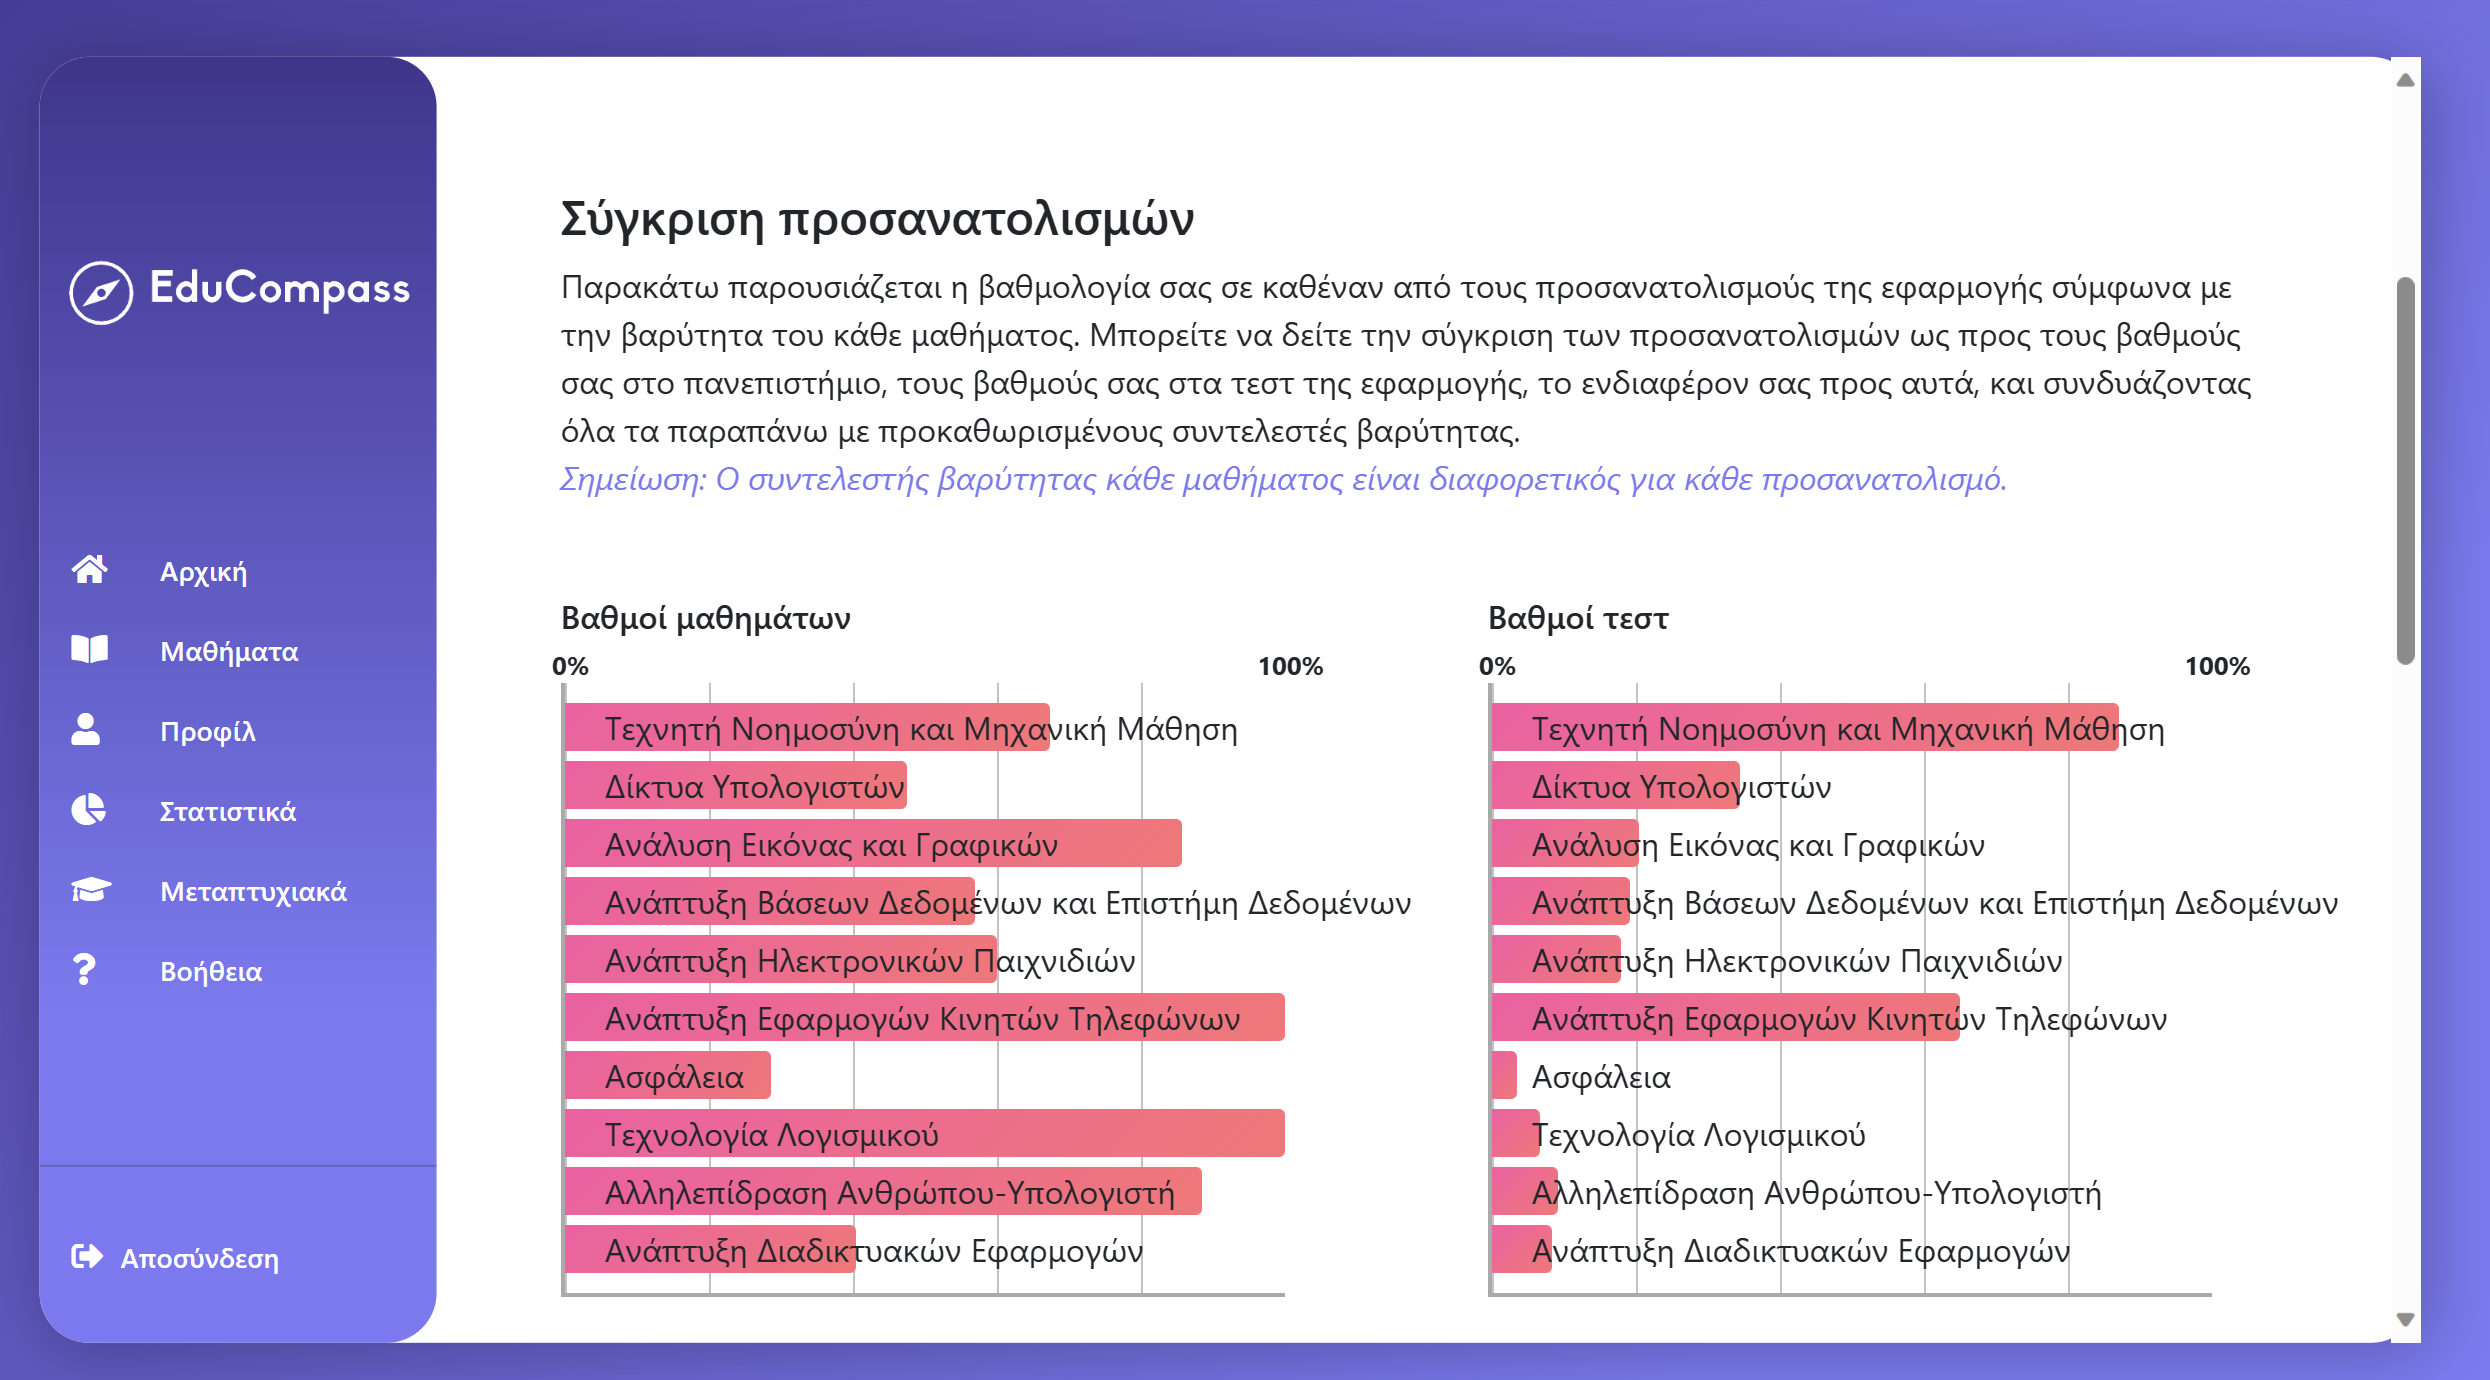 EduCompass
Αρχική
Μαθήματα
Προφίλ
Στατιστικά
Μεταπτυχιακά
Βοήθεια
Αποσύνδεση
Σύγκριση προσανατολισμών
Παρακάτω παρουσιάζεται η βαθμολογία σας σε καθέναν από τους προσανατολισμούς της εφαρμογής σύμφωνα με
την βαρύτητα του κάθε μαθήματος. Μπορείτε να δείτε την σύγκριση των προσανατολισμών ως προς τους βαθμούς
σας στο πανεπιστήμιο, τους βαθμούς σας στα τεστ της εφαρμογής, το ενδιαφέρον σας προς αυτά, και συνδυάζοντας
όλα τα παραπάνω με προκαθωρισμένους συντελεστές βαρύτητας.
Σημείωση: Ο συντελεστής βαρύτητας κάθε μαθήματος είναι διαφορετικός για κάθε προσανατολισμό.
Βαθμοί μαθημάτων
0% 100%
Τεχνητή Νοημοσύνη και Μηχανική Μάθηση
Δίκτυα Υπολογιστών
Ανάλυση Εικόνας και Γραφικών
Ανάπτυξη Βάσεων Δεδομένων και Επιστήμη Δεδομένων
Ανάπτυξη Ηλεκτρονικών Παιχνιδιών
Ανάπτυξη Εφαρμογών Κινητών Τηλεφώνων
Ασφάλεια
Τεχνολογία Λογισμικού
Αλληλεπίδραση Ανθρώπου-Υπολογιστή
Ανάπτυξη Διαδικτυακών Εφαρμογών
Βαθμοί τεστ
0% 100%
Τεχνητή Νοημοσύνη και Μηχανική Μάθηση
Δίκτυα Υπολογιστών
Ανάλυση Εικόνας και Γραφικών
Ανάπτυξη Βάσεων Δεδομένων και Επιστήμη Δεδομένων
Ανάπτυξη Ηλεκτρονικών Παιχνιδιών
Ανάπτυξη Εφαρμογών Κινητών Τηλεφώνων
Ασφάλεια
Τεχνολογία Λογισμικού
Αλληλεπίδραση Ανθρώπου-Υπολογιστή
Ανάπτυξη Διαδικτυακών Εφαρμογών